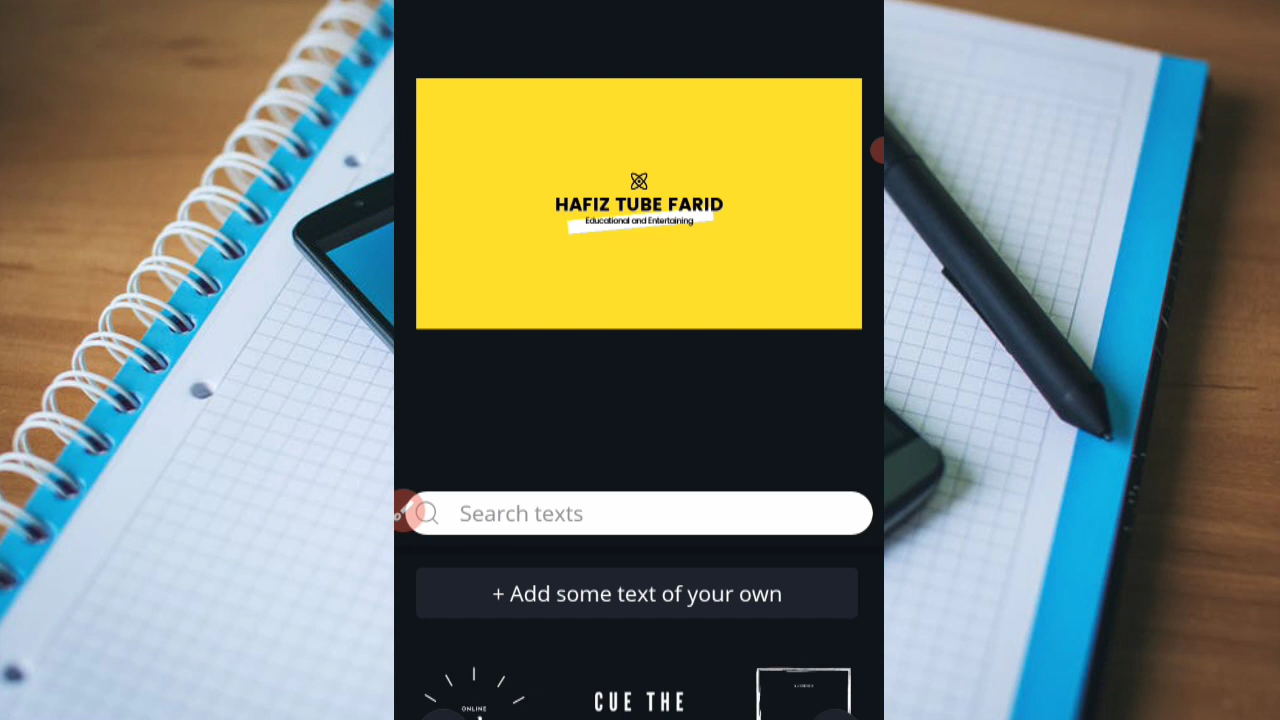 HAFIZ TUBE FARID
Educational and Entertaining
Search texts
+ Add some text of your own
ONLINE
CUE THE